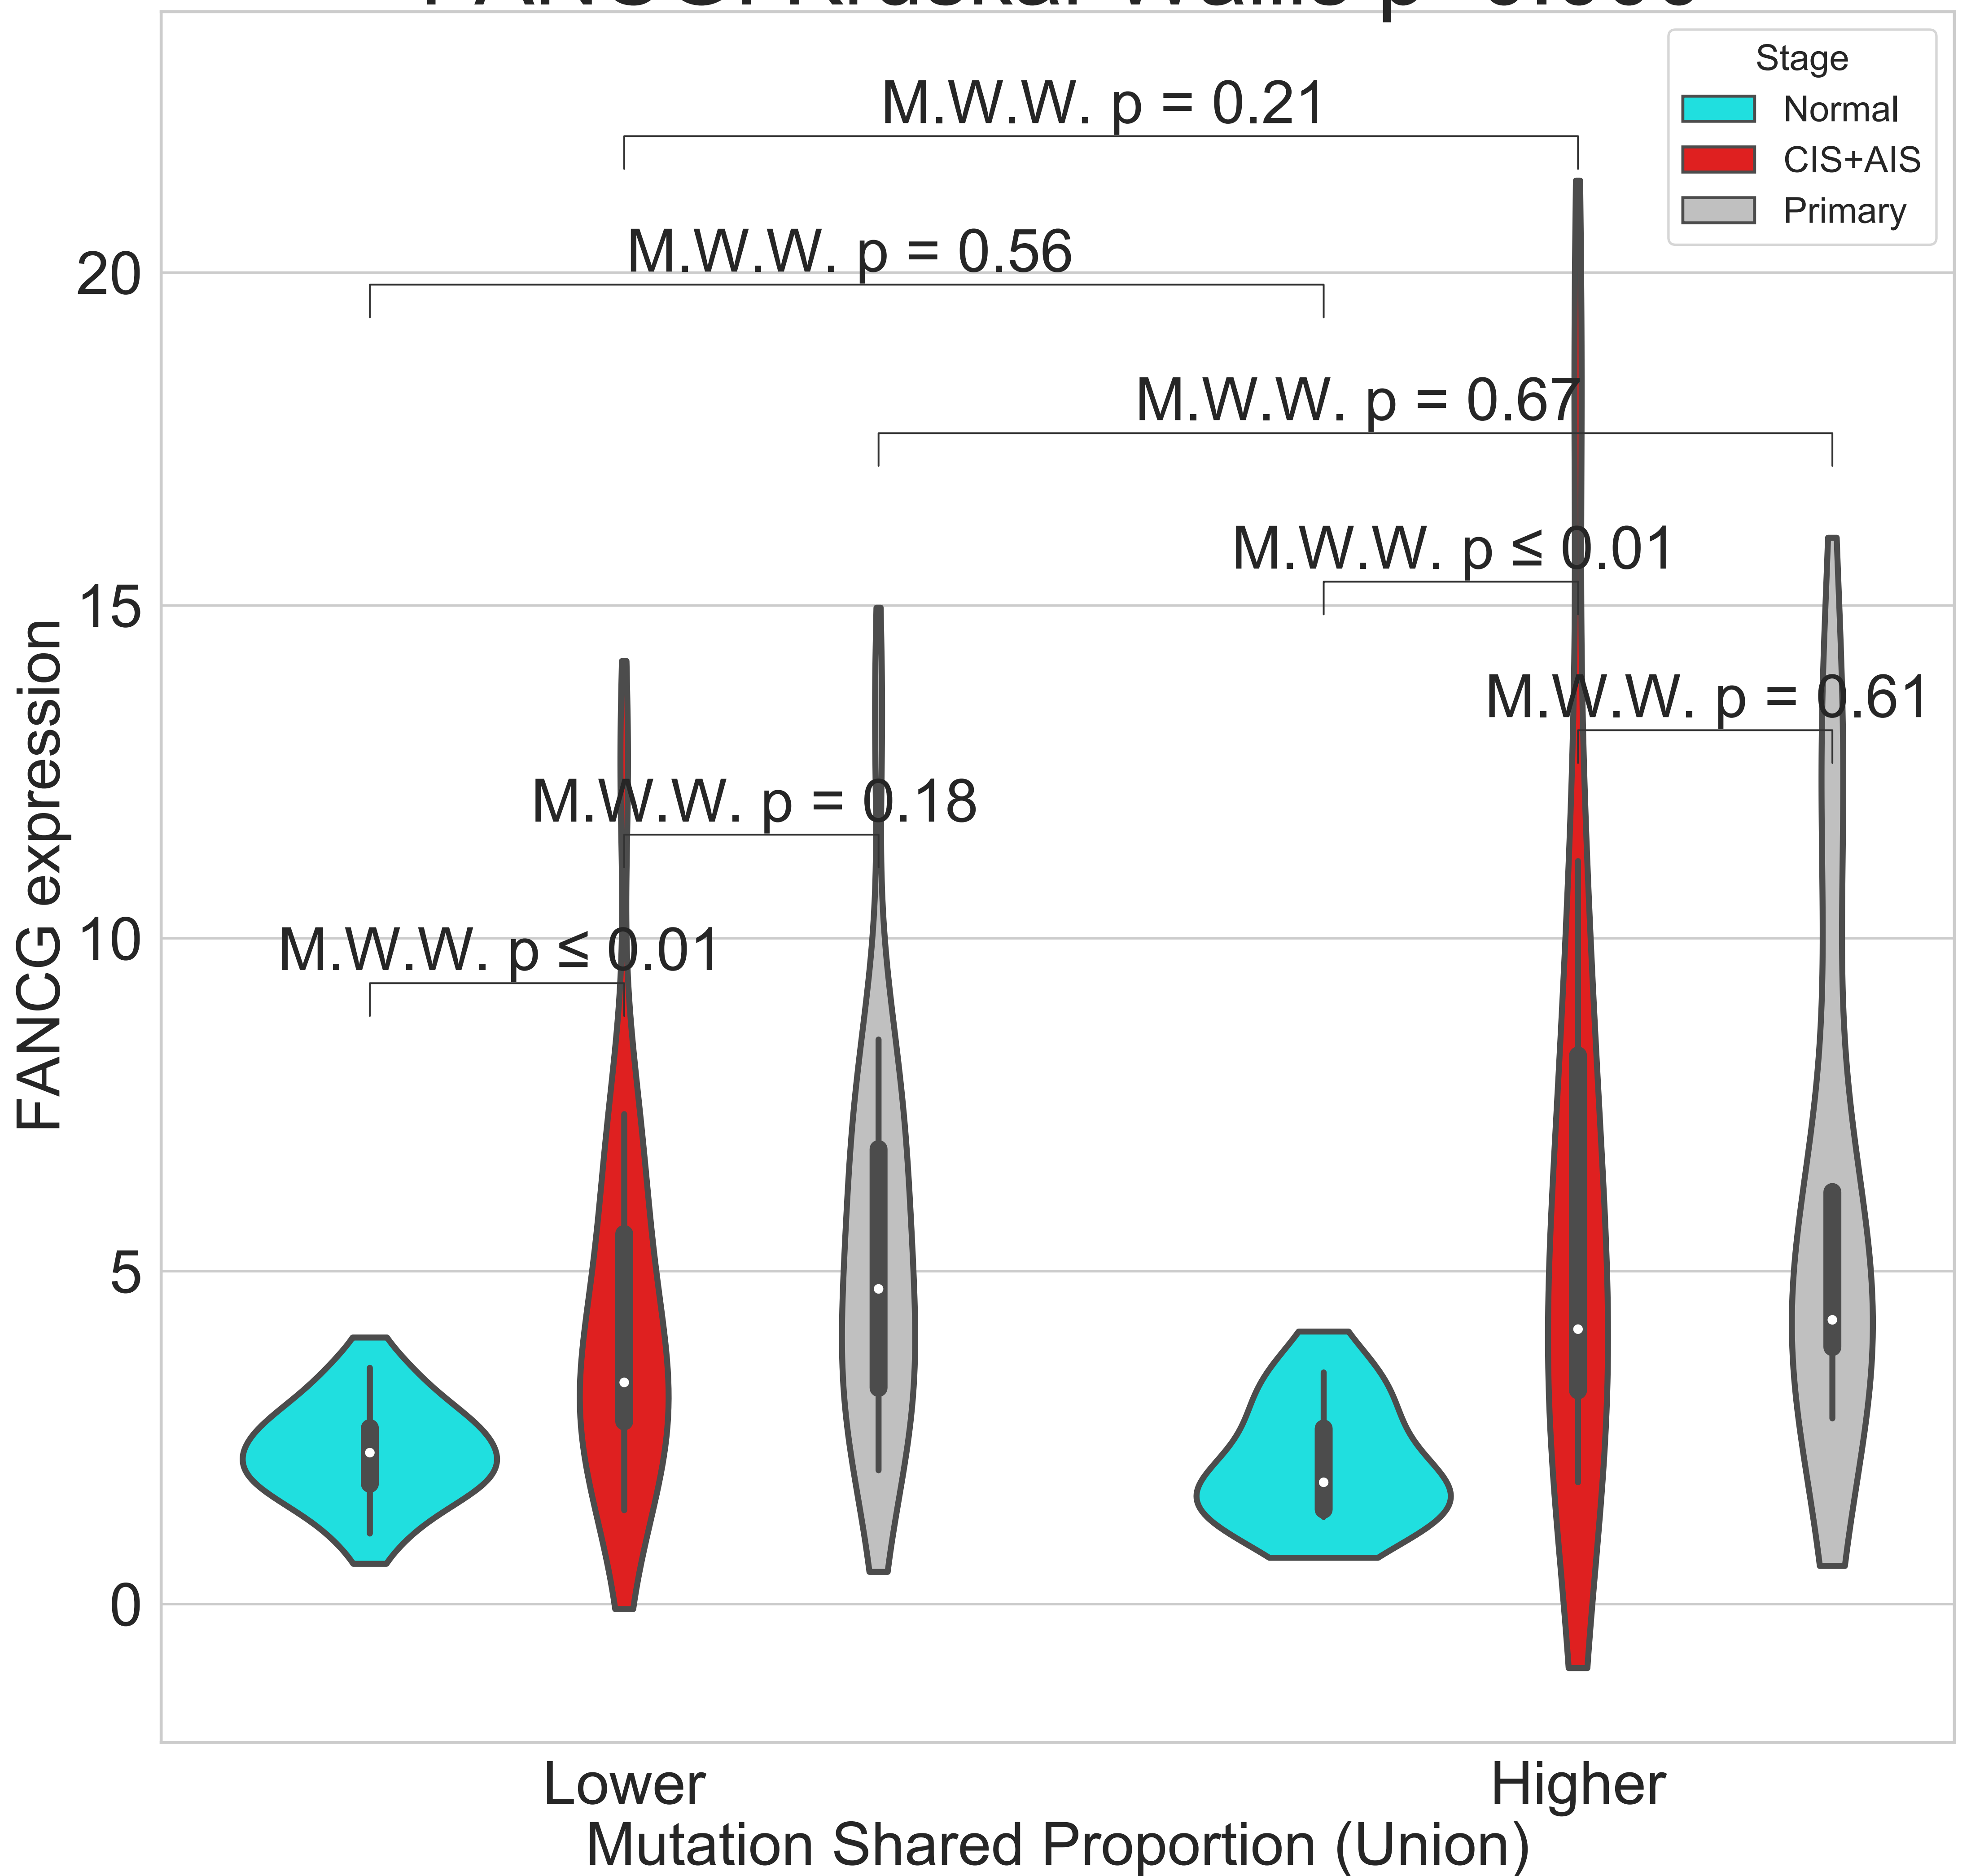 Stage
Normal
CIS+AIS
Primary
M.W.W. p = 0.21
M.W.W. p = 0.56
M.W.W. p = 0.67
M.W.W. p ≤ 0.01
M.W.W. p = 0.61
M.W.W. p = 0.18
M.W.W. p ≤ 0.01
20
15
10
5
0
FANCG expression
Lower
Higher
Mutation Shared Proportion (Union)